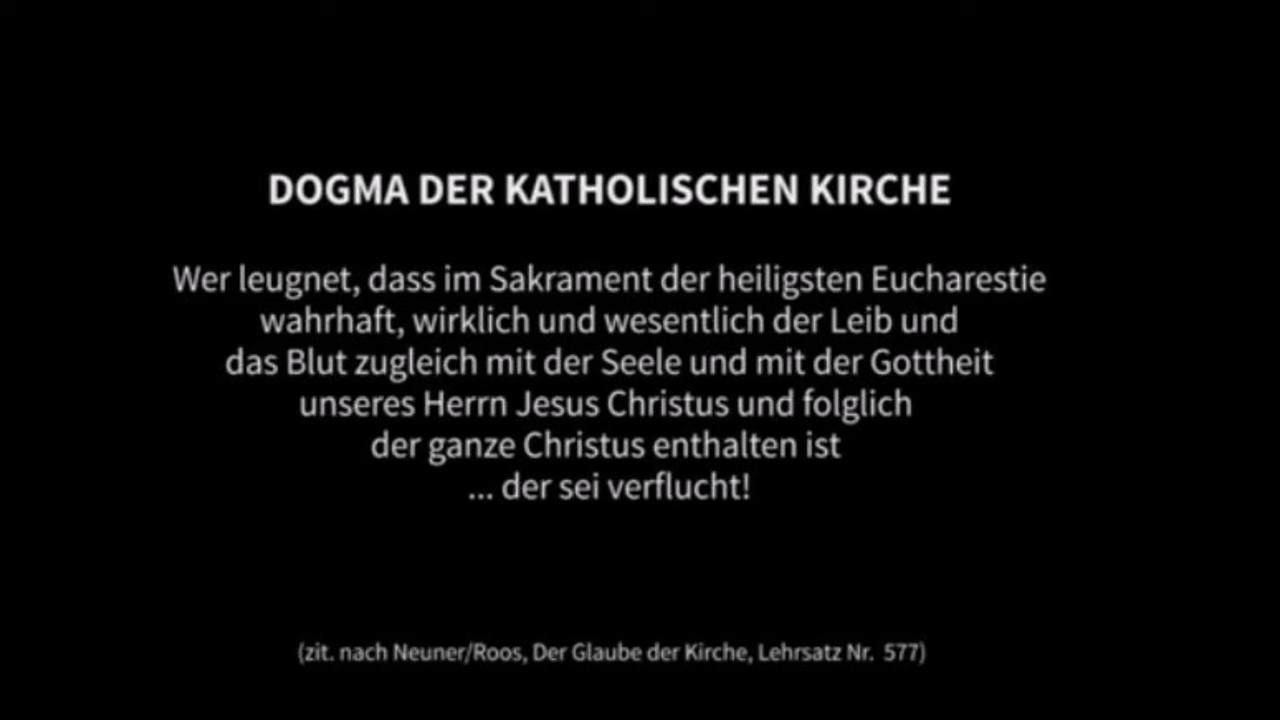 DOGMA DER KATHOLISCHEN KIRCHE
Wer leugnet, dass im Sakrament der heiligsten Eucharestie
wahrhaft, wirklich und wesentlich der Leib und
das Blut zugleich mit der Seele und mit der Gottheit
unseres Herrn Jesus Christus und folglich
der ganze Christus enthalten ist
... der sei verflucht!
(zit. nach Neuner/Roos, Der Glaube der Kirche, Lehrsatz Nr. 577)